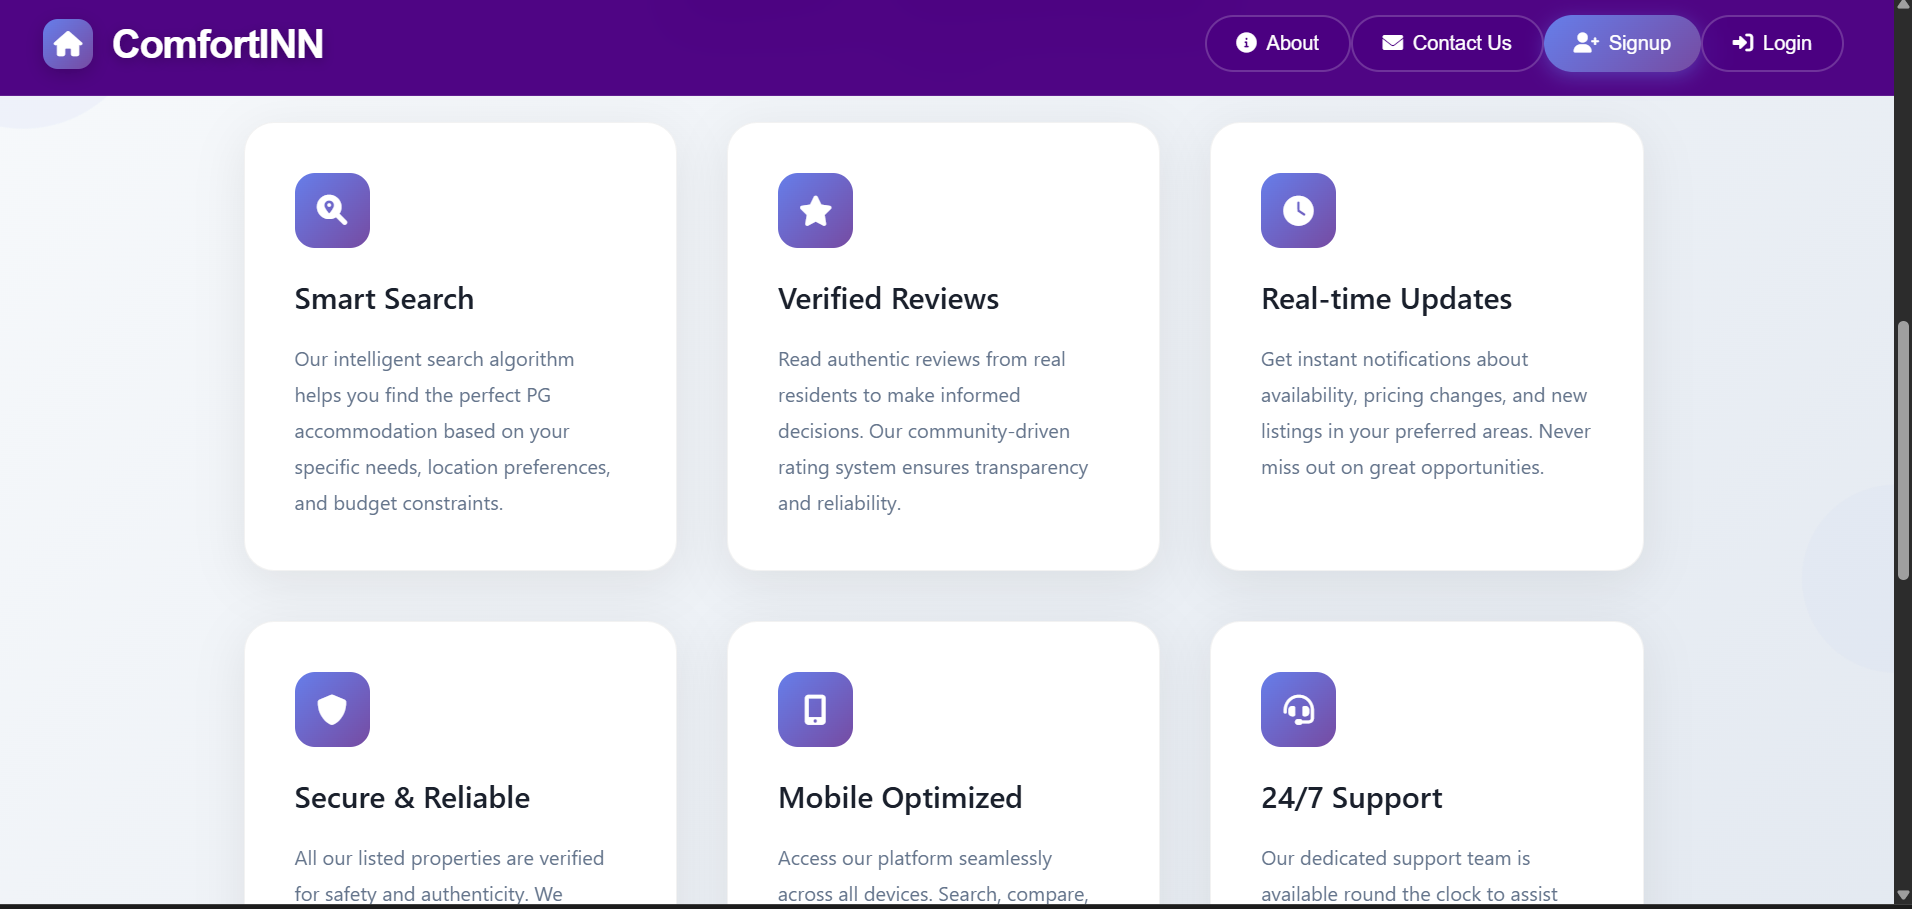 ComfortINN
About
Contact Us
Signup
Login
Smart Search
Our intelligent search algorithm
helps you find the perfect PG
accommodation based on your
specific needs, location preferences,
and budget constraints.
Verified Reviews
Read authentic reviews from real
residents to make informed
decisions. Our community-driven
rating system ensures transparency
and reliability.
Real-time Updates
Get instant notifications about
availability, pricing changes, and new
listings in your preferred areas. Never
miss out on great opportunities.
Secure & Reliable
All our listed properties are verified
for safety and authenticity. We
Mobile Optimized
Access our platform seamlessly
across all devices. Search, compare,
24/7 Support
Our dedicated support team is
available round the clock to assist